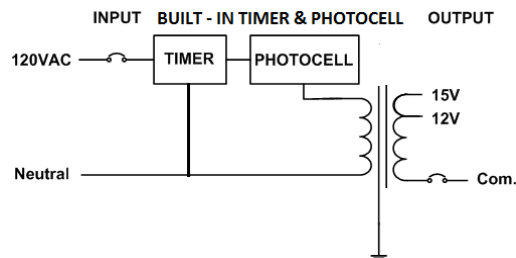 INPUT BUILT - IN TIMER & PHOTOCELL OUTPUT
120VAC TIMER PHOTOCELL
15V
12V
Neutral Com.